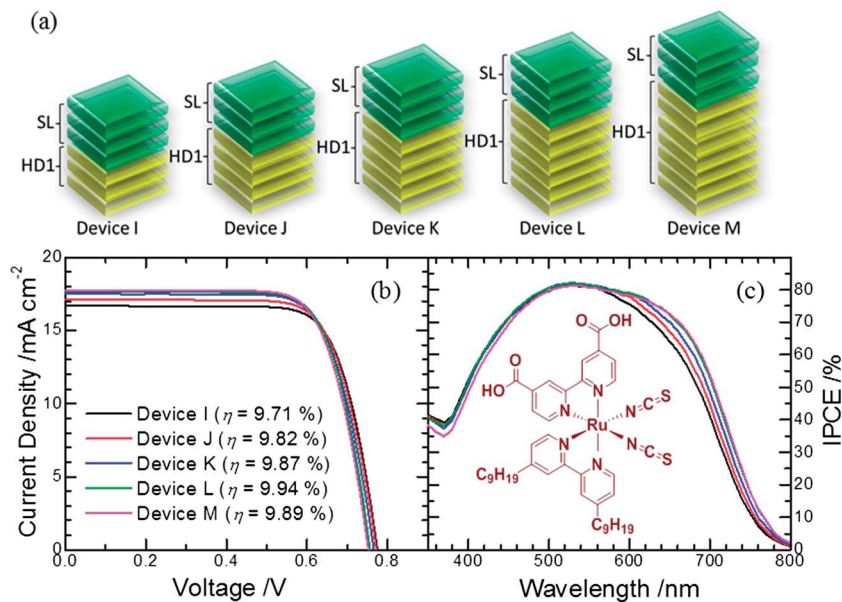 (a)
SL
HD1
Device I
SL
HD1
Device J
SL
HD1
Device K
SL
HD1
Device L
SL
HD1
Device M
(b)
Current Density /mA cm⁻²
20
15
10
5
0
0.0 0.2 0.4 0.6 0.8
Voltage /V
Device I (η = 9.71 %)
Device J (η = 9.82 %)
Device K (η = 9.87 %)
Device L (η = 9.94 %)
Device M (η = 9.89 %)
(c)
80
70
60
50
40
30
20
10
0
IPCE /%
400 500 600 700 800
Wavelength /nm
O
OH
O
HO
N
N
N=C=S
Ru
N=C=S
N
N
C₉H₁₉
C₉H₁₉